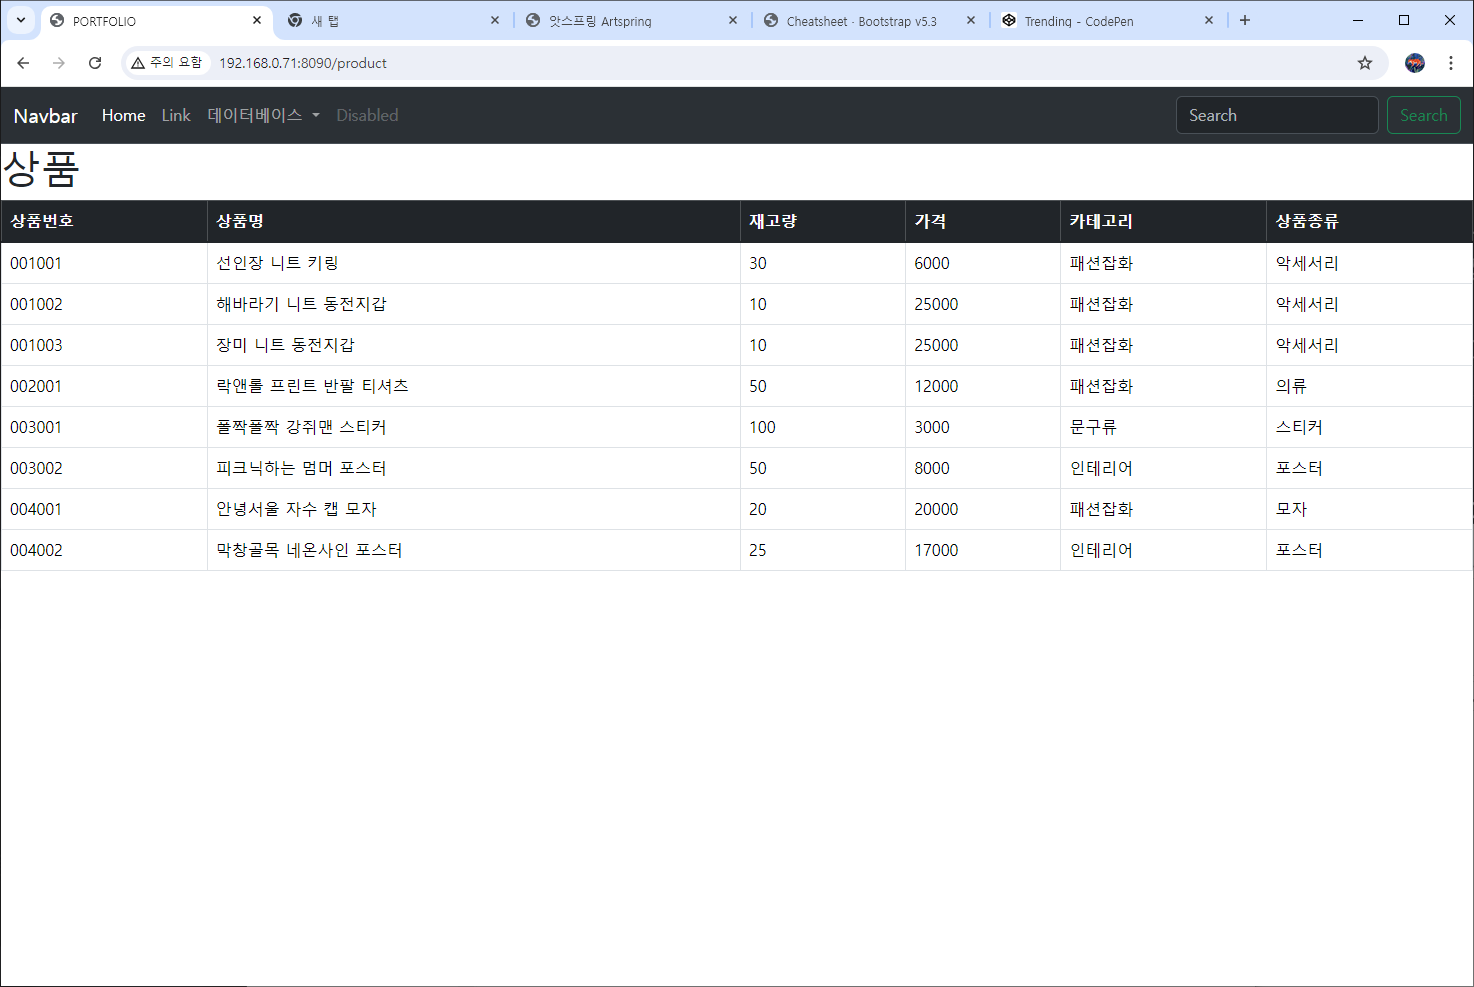 PORTFOLIO
새 탭
앗스프링 Artspring
Cheatsheet · Bootstrap v5.3
Trending - CodePen
주의 요함 192.168.0.71:8090/product
Navbar Home Link 데이터베이스 Disabled Search Search
상품
상품번호 상품명 재고량 가격 카테고리 상품종류
001001 선인장 니트 키링 30 6000 패션잡화 악세서리
001002 해바라기 니트 동전지갑 10 25000 패션잡화 악세서리
001003 장미 니트 동전지갑 10 25000 패션잡화 악세서리
002001 락앤롤 프린트 반팔 티셔츠 50 12000 패션잡화 의류
003001 폴짝폴짝 강쥐맨 스티커 100 3000 문구류 스티커
003002 피크닉하는 멈머 포스터 50 8000 인테리어 포스터
004001 안녕서울 자수 캡 모자 20 20000 패션잡화 모자
004002 막창골목 네온사인 포스터 25 17000 인테리어 포스터